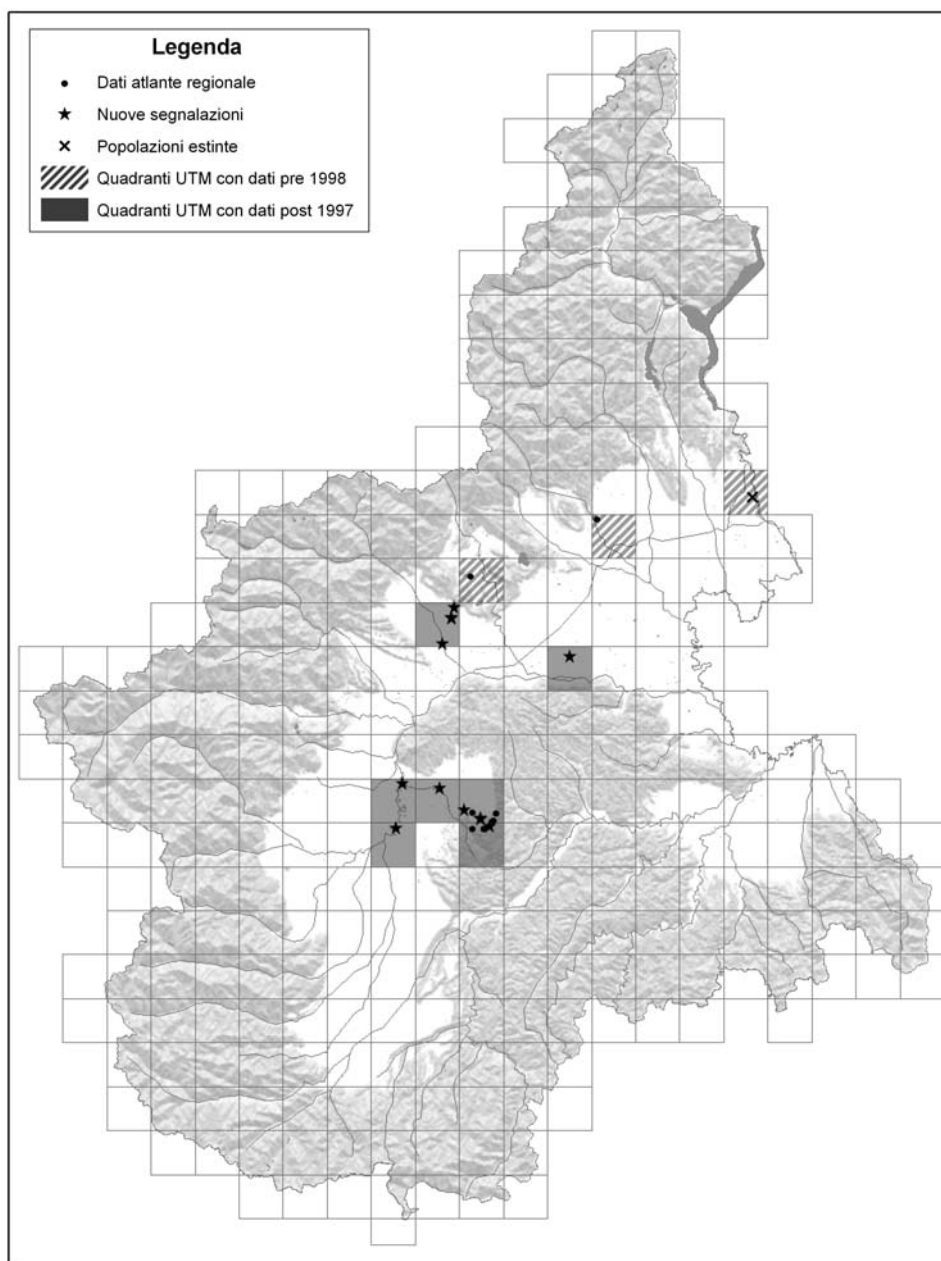 Legenda
Dati atlante regionale
Nuove segnalazioni
Popolazioni estinte
Quadranti UTM con dati pre 1998
Quadranti UTM con dati post 1997